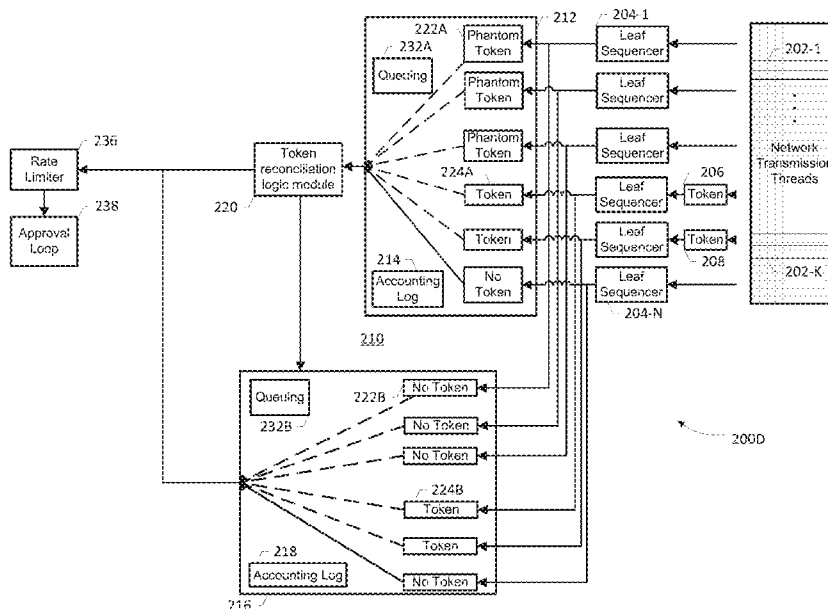 222A
212
204-1
232A
Phantom
Token
Leaf
Sequencer
202-1
Queuing
Phantom
Token
Leaf
Sequencer
236
Rate
Limiter
Token
reconciliation
logic module
Phantom
Token
Leaf
Sequencer
Network
Transmission
Threads
224A
206
238
220
Token
Leaf
Sequencer
Token
Approval
Loop
Token
Leaf
Sequencer
Token
214
208
202-K
Accounting
Log
No
Token
Leaf
Sequencer
210
204-N
Queuing
222B
No Token
232B
No Token
200D
No Token
224B
Token
218
Token
Accounting Log
No Token
216